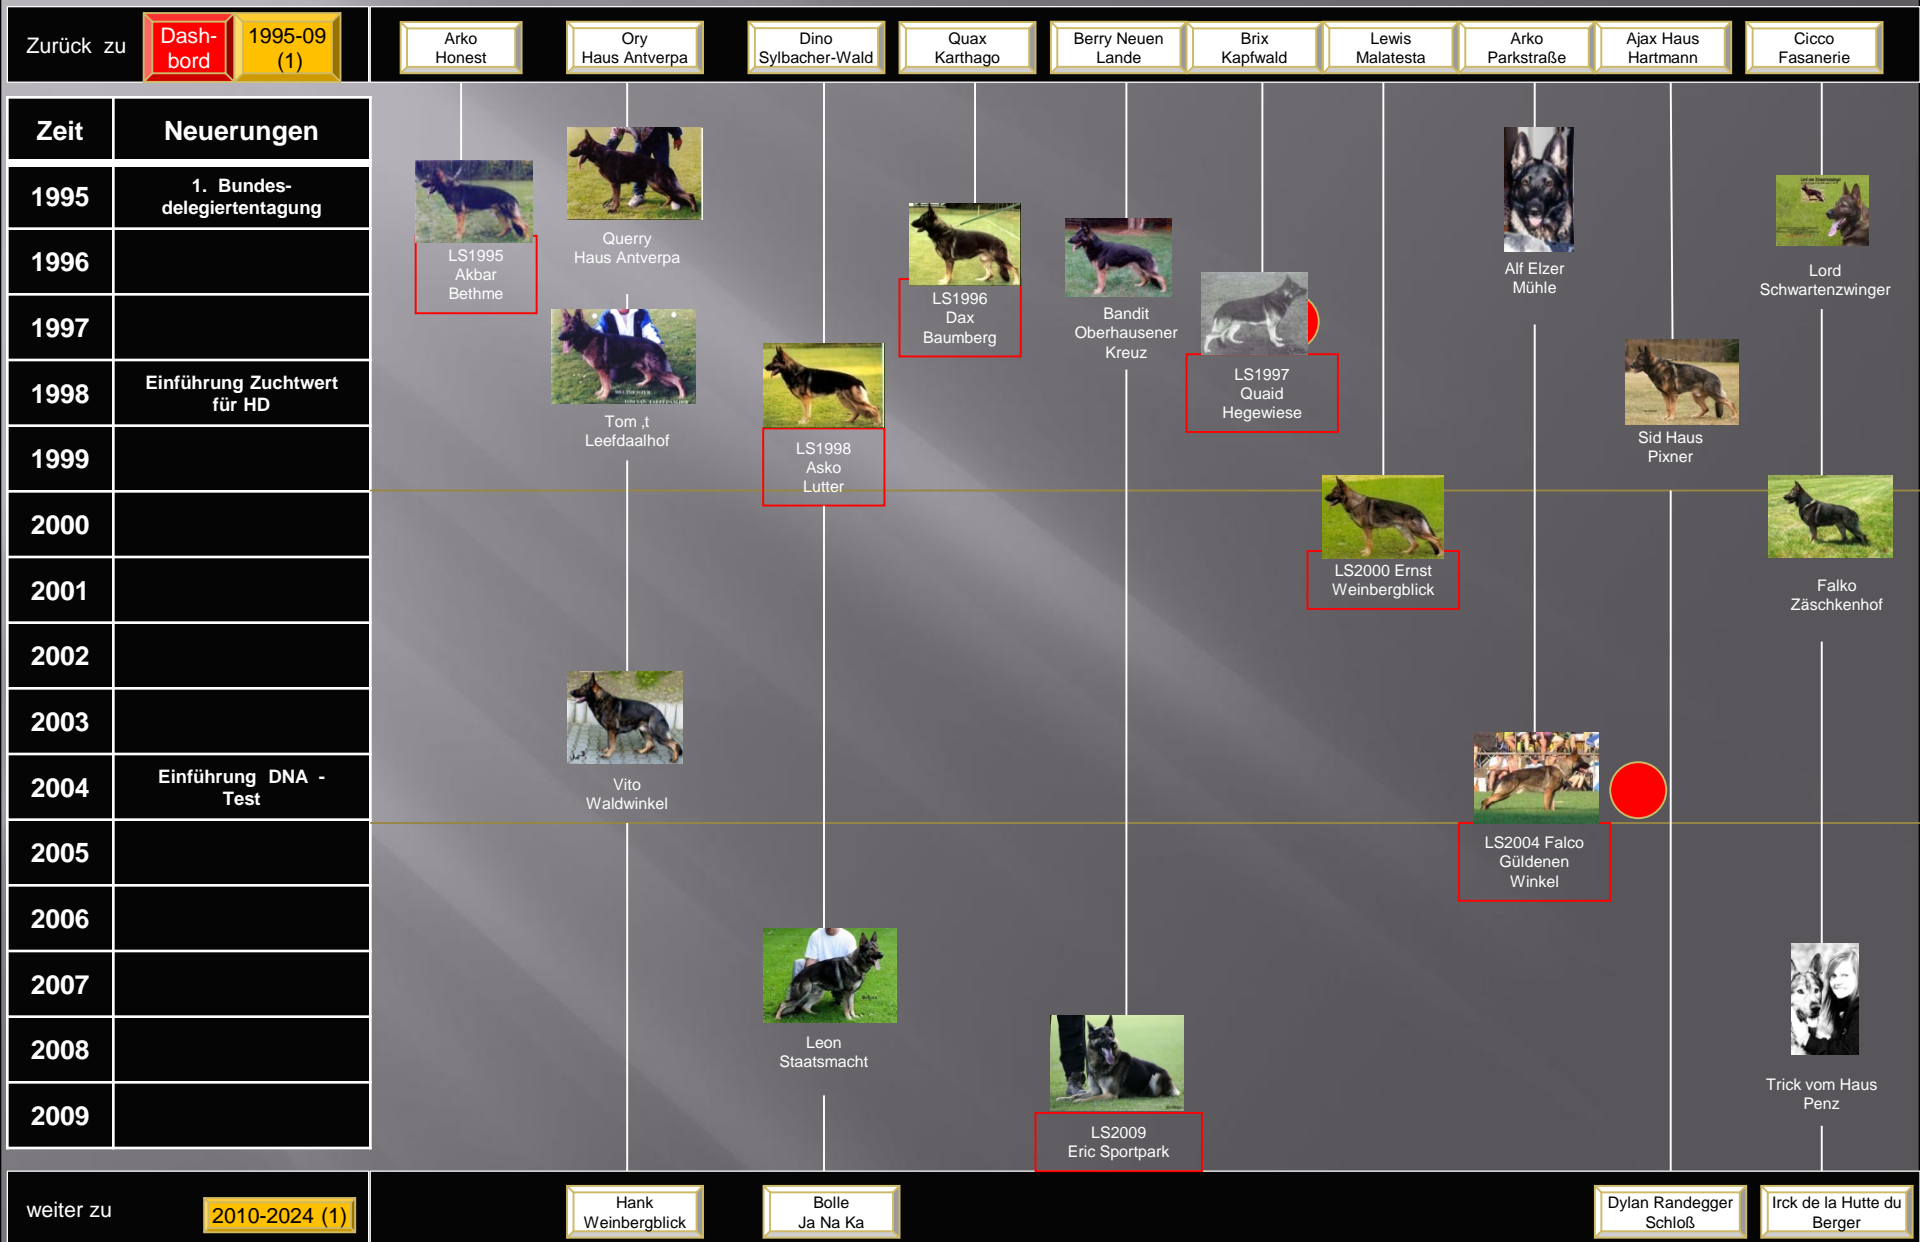 Zurück zu
Dash-
bord
1995-09
(1)
Arko
Honest
Ory
Haus Antverpa
Dino
Sylbacher-Wald
Quax
Karthago
Berry Neuen
Lande
Brix
Kapfwald
Lewis
Malatesta
Arko
Parkstraße
Ajax Haus
Hartmann
Cicco
Fasanerie
Zeit
Neuerungen
1995
1. Bundes-
delegiertentagung
1996
1997
1998
Einführung Zuchtwert
für HD
1999
2000
2001
2002
2003
2004
Einführung DNA -
Test
2005
2006
2007
2008
2009
LS1995
Akbar
Bethme
Querry
Haus Antverpa
Tom ,t
Leefdaalhof
Vito
Waldwinkel
LS1998
Asko
Lutter
Leon
Staatsmacht
LS1996
Dax
Baumberg
Bandit
Oberhausener
Kreuz
LS2009
Eric Sportpark
LS1997
Quaid
Hegewiese
LS2000 Ernst
Weinbergblick
Alf Elzer
Mühle
LS2004 Falco
Güldenen
Winkel
Sid Haus
Pixner
Lord
Schwartenzwinger
Falko
Zäschkenhof
Trick vom Haus
Penz
weiter zu
2010-2024 (1)
Hank
Weinbergblick
Bolle
Ja Na Ka
Dylan Randegger
Schloß
Irck de la Hutte du
Berger